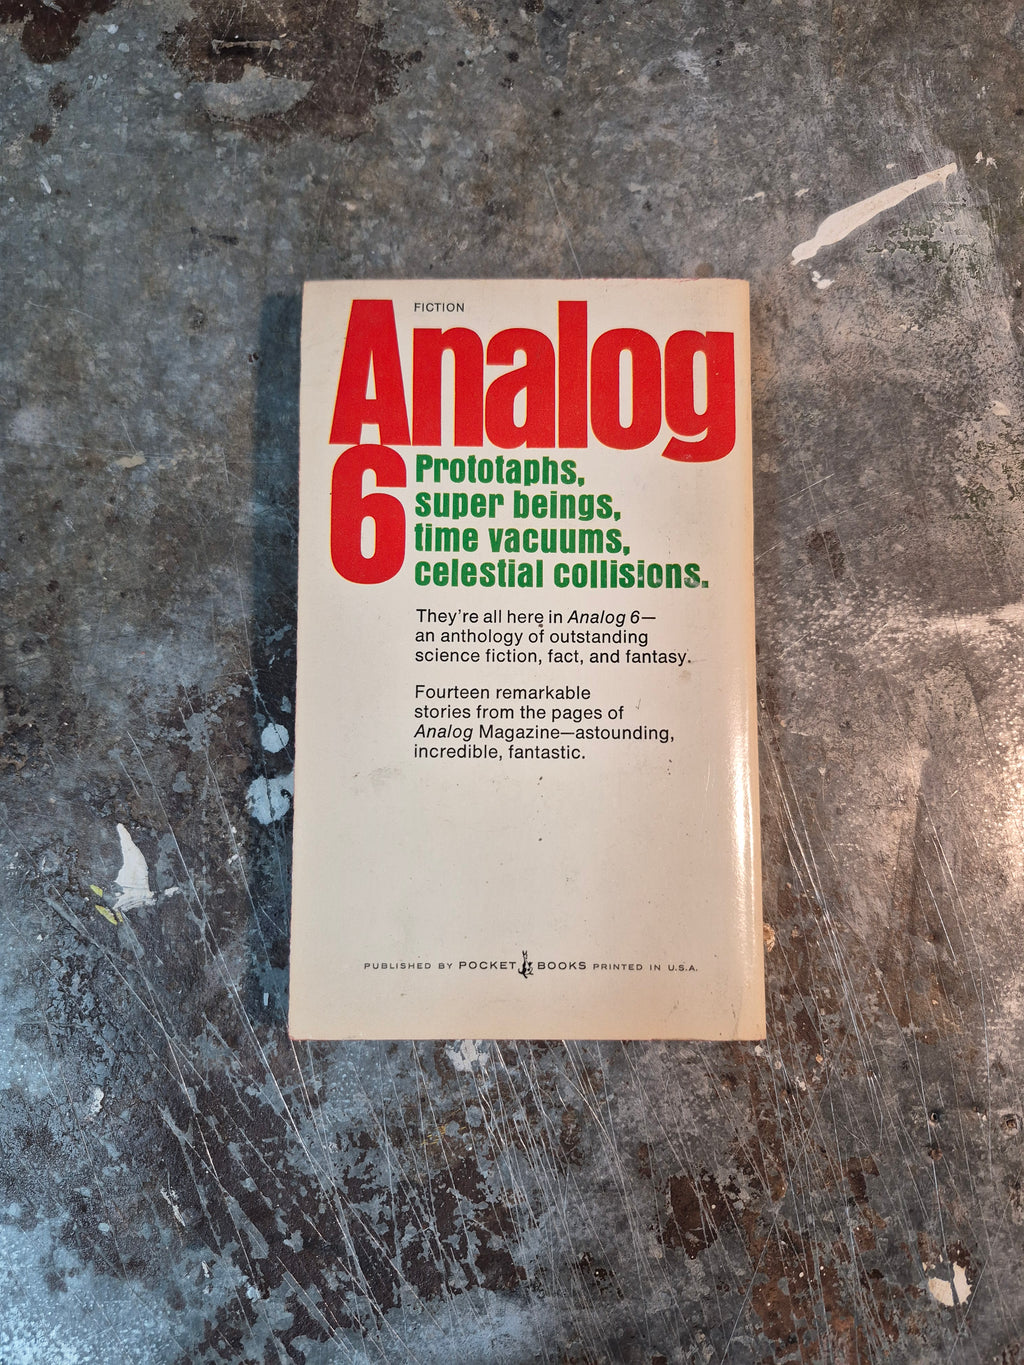 FICTION
Analog
6
Prototaphs,
super beings,
time vacuums,
celestial collisions.
They're all here in Analog 6—
an anthology of outstanding
science fiction, fact, and fantasy.
Fourteen remarkable
stories from the pages of
Analog Magazine—astounding,
incredible, fantastic.
PUBLISHED BY POCKET BOOKS PRINTED IN U.S.A.